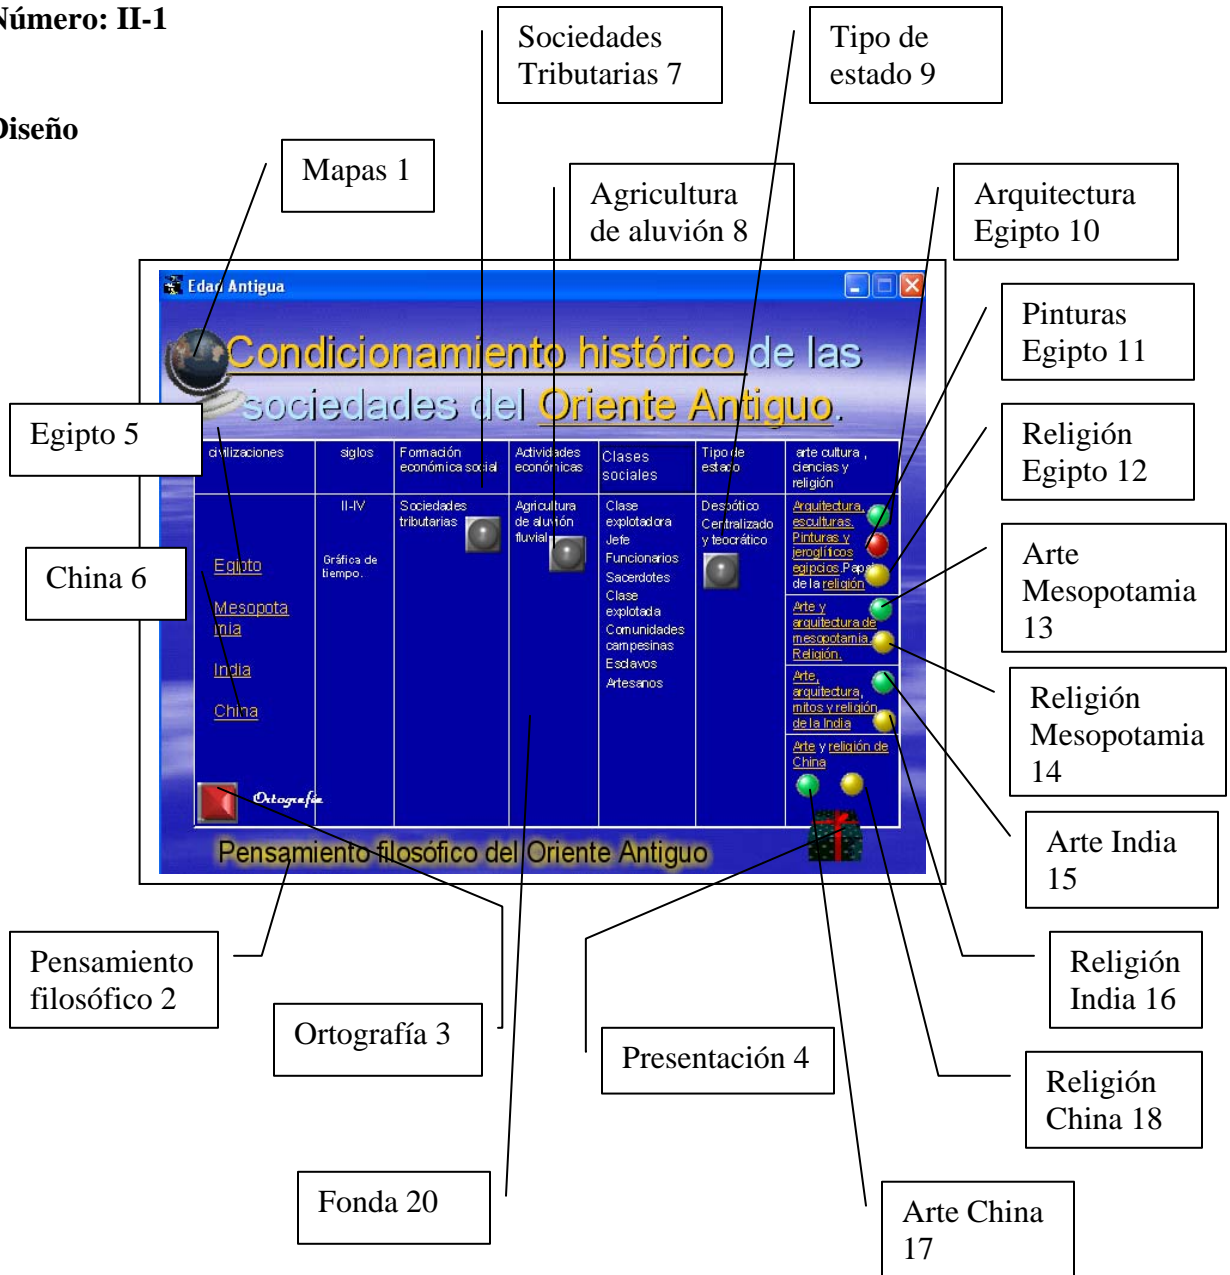 Número: II-1
Diseño
Sociedades
Tributarias 7
Tipo de
estado 9
Mapas 1
Agricultura
de aluvión 8
Arquitectura
Egipto 10
Pinturas
Egipto 11
Religión
Egipto 12
Arte
Mesopotamia
13
Religión
Mesopotamia
14
Arte India
15
Religión
India 16
Religión
China 18
Arte China
17
Egipto 5
China 6
Pensamiento
filosófico 2
Ortografía 3
Presentación 4
Fonda 20
Edad Antigua
Condicionamiento histórico de las
sociedades del Oriente Antiguo.
civilizaciones
siglos
Formación
económica social
Actividades
económicas
Clases
sociales
Tipo de
estado
arte cultura ,
ciencias y
religión
Egipto
Mesopota
mia
India
China
II-IV
Gráfica de
tiempo.
Sociedades
tributarias
Agricultura
de aluvión
fluvial
Clase
explotadora
Jefe
Funcionarios
Sacerdotes
Clase
explotada
Comunidades
campesinas
Esclavos
Artesanos
Despótico
Centralizado
y teocrático
Arquitectura,
esculturas.
Pinturas y
jeroglíficos
egipcios.Papel
de la religión
Arte y
arquitectura de
mesopotamia.
Religión.
Arte,
arquitectura,
mitos y religión
de la India
Arte y religión de
China
Ortografía
Pensamiento filosófico del Oriente Antiguo